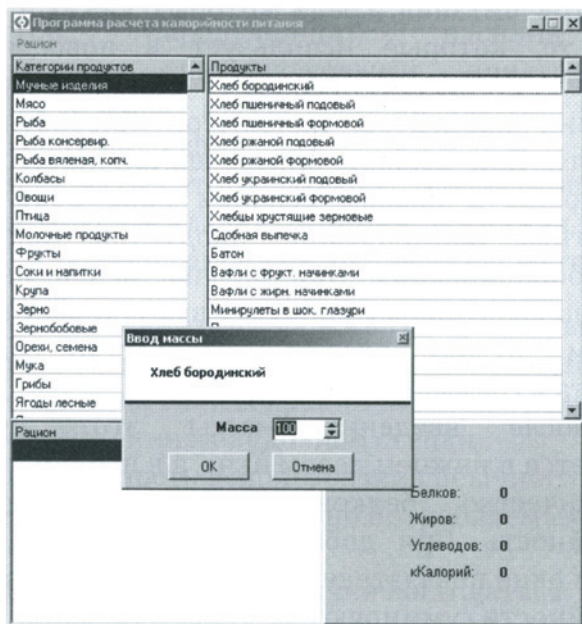 Программа расчета калорийности питания
Рацион
Категории продуктов
Мучные изделия
Мясо
Рыба
Рыба консервир.
Рыба вяленая, копч.
Колбасы
Овощи
Птица
Молочные продукты
Фрукты
Соки и напитки
Крупа
Зерно
Зернобобовые
Орехи, семена
Мука
Грибы
Ягоды лесные
Продукты
Хлеб бородинский
Хлеб пшеничный подовый
Хлеб пшеничный формовой
Хлеб ржаной подовый
Хлеб ржаной формовой
Хлеб украинский подовый
Хлеб украинский формовой
Хлебцы хрустящие зерновые
Сдобная выпечка
Батон
Вафли с фрукт. начинками
Вафли с жирн. начинками
Минирулеты в шок. глазури
Ввод массы
Хлеб бородинский
Масса 100
ОК Отмена
Рацион
Белков: 0
Жиров: 0
Углеводов: 0
кКалорий: 0